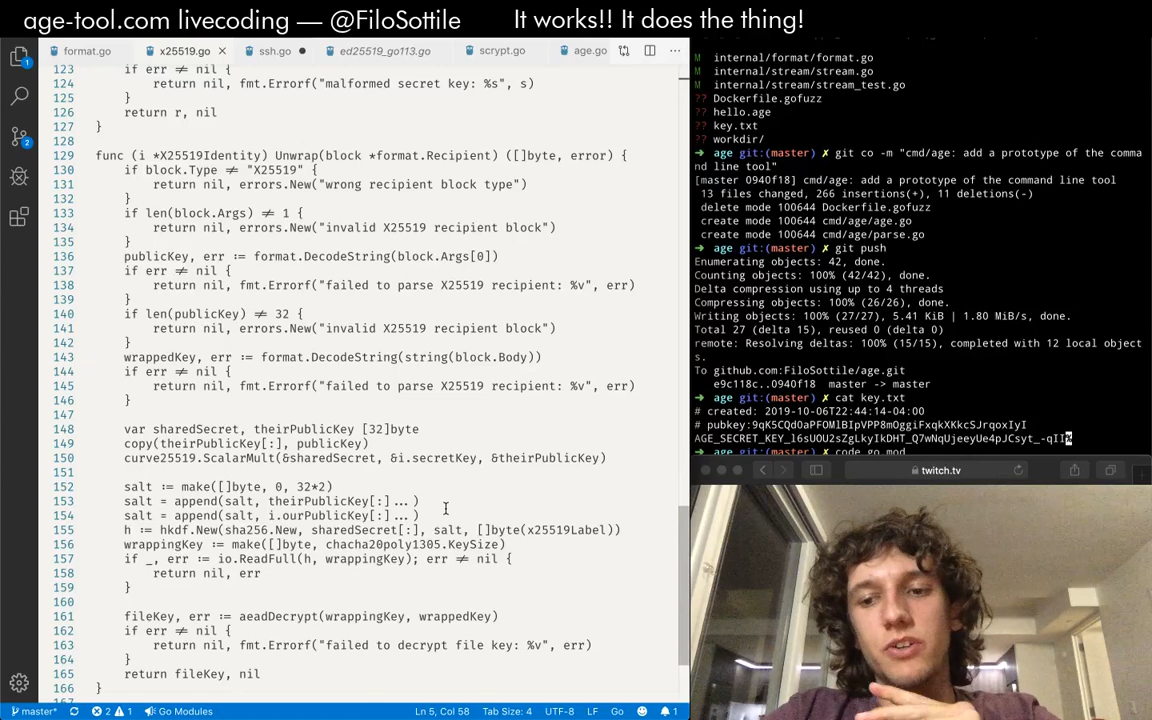 age-tool.com livecoding — @FiloSottile
It works!! It does the thing!
format.go
x25519.go
ssh.go
ed25519_go113.go
scrypt.go
age.go
123 if err ≠ nil {
124 return nil, fmt.Errorf("malformed secret key: %s", s)
125 }
126 return r, nil
127 }
128
129 func (i *X25519Identity) Unwrap(block *format.Recipient) ([]byte, error) {
130 if block.Type ≠ "X25519" {
131 return nil, errors.New("wrong recipient block type")
132 }
133 if len(block.Args) ≠ 1 {
134 return nil, errors.New("invalid X25519 recipient block")
135 }
136 publicKey, err := format.DecodeString(block.Args[0])
137 if err ≠ nil {
138 return nil, fmt.Errorf("failed to parse X25519 recipient: %v", err)
139 }
140 if len(publicKey) ≠ 32 {
141 return nil, errors.New("invalid X25519 recipient block")
142 }
143 wrappedKey, err := format.DecodeString(string(block.Body))
144 if err ≠ nil {
145 return nil, fmt.Errorf("failed to parse X25519 recipient: %v", err)
146 }
147
148 var sharedSecret, theirPublicKey [32]byte
149 copy(theirPublicKey[:], publicKey)
150 curve25519.ScalarMult(&sharedSecret, &i.secretKey, &theirPublicKey)
151
152 salt := make([]byte, 0, 32*2)
153 salt = append(salt, theirPublicKey[:]...)
154 salt = append(salt, i.ourPublicKey[:]...)
155 h := hkdf.New(sha256.New, sharedSecret[:], salt, []byte(x25519Label))
156 wrappingKey := make([]byte, chacha20poly1305.KeySize)
157 if _, err := io.ReadFull(h, wrappingKey); err ≠ nil {
158 return nil, err
159 }
160
161 fileKey, err := aeadDecrypt(wrappingKey, wrappedKey)
162 if err ≠ nil {
163 return nil, fmt.Errorf("failed to decrypt file key: %v", err)
164 }
165 return fileKey, nil
166 }
master* 2 1 Go Modules
Ln 5, Col 58 Tab Size: 4 UTF-8 LF Go 1
M internal/format/format.go
M internal/stream/stream.go
M internal/stream/stream_test.go
?? Dockerfile.gofuzz
?? hello.age
?? key.txt
?? workdir/
➜ age git:(master) ✗ git co -m "cmd/age: add a prototype of the comma
nd line tool"
[master 0940f18] cmd/age: add a prototype of the command line tool
13 files changed, 266 insertions(+), 11 deletions(-)
delete mode 100644 Dockerfile.gofuzz
create mode 100644 cmd/age/age.go
create mode 100644 cmd/age/parse.go
➜ age git:(master) ✗ git push
Enumerating objects: 42, done.
Counting objects: 100% (42/42), done.
Delta compression using up to 4 threads
Compressing objects: 100% (26/26), done.
Writing objects: 100% (27/27), 5.41 KiB | 1.80 MiB/s, done.
Total 27 (delta 15), reused 0 (delta 0)
remote: Resolving deltas: 100% (15/15), completed with 12 local object
s.
To github.com:FiloSottile/age.git
e9c118c..0940f18 master -> master
➜ age git:(master) ✗ cat key.txt
# created: 2019-10-06T22:44:14-04:00
# pubkey:9qK5CQdOaPFOMlBIpVPP8mOggiFxqkXKkcSJrqoxIyI
AGE_SECRET_KEY_l6sUOU2sZgLkyIkDHT_Q7wNqUjeeyUe4pJCsyt_-qII%
➜ age git:(master) ✗ code go.mod
twitch.tv